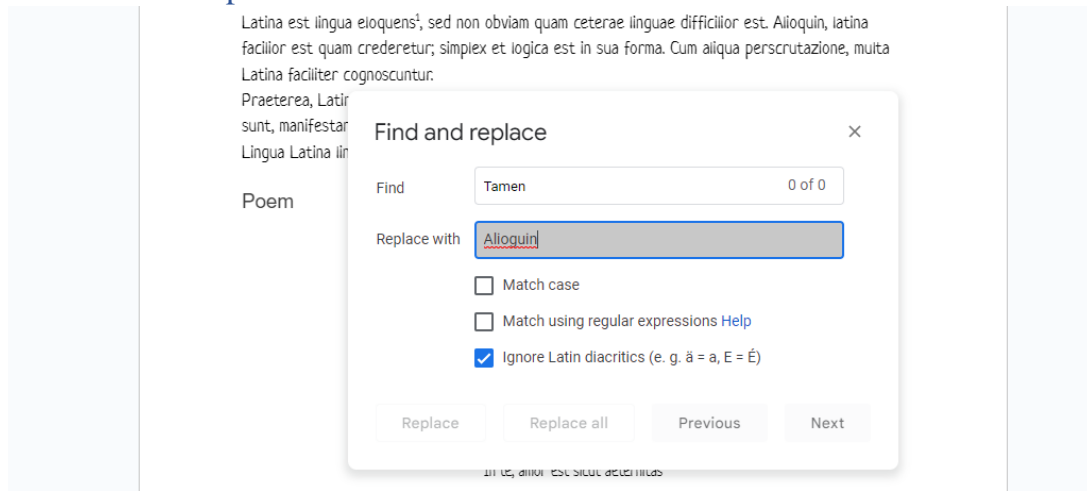 Latina est lingua eloquens¹, sed non obviam quam ceterae linguae difficilior est. Alioquin, latina
facilior est quam crederetur; simplex et logica est in sua forma. Cum aliqua perscrutazione, multa
Latina faciliter cognoscuntur.
Praeterea,
sunt,
Lingua Latina
Find and replace
Find Tamen 0 of 0
Poem
Replace with Alioquin
Match case
Match using regular expressions Help
Ignore Latin diacritics (e. g. ä = a, E = É)
Replace Replace all Previous Next
In te, amor est sicut aeternitas